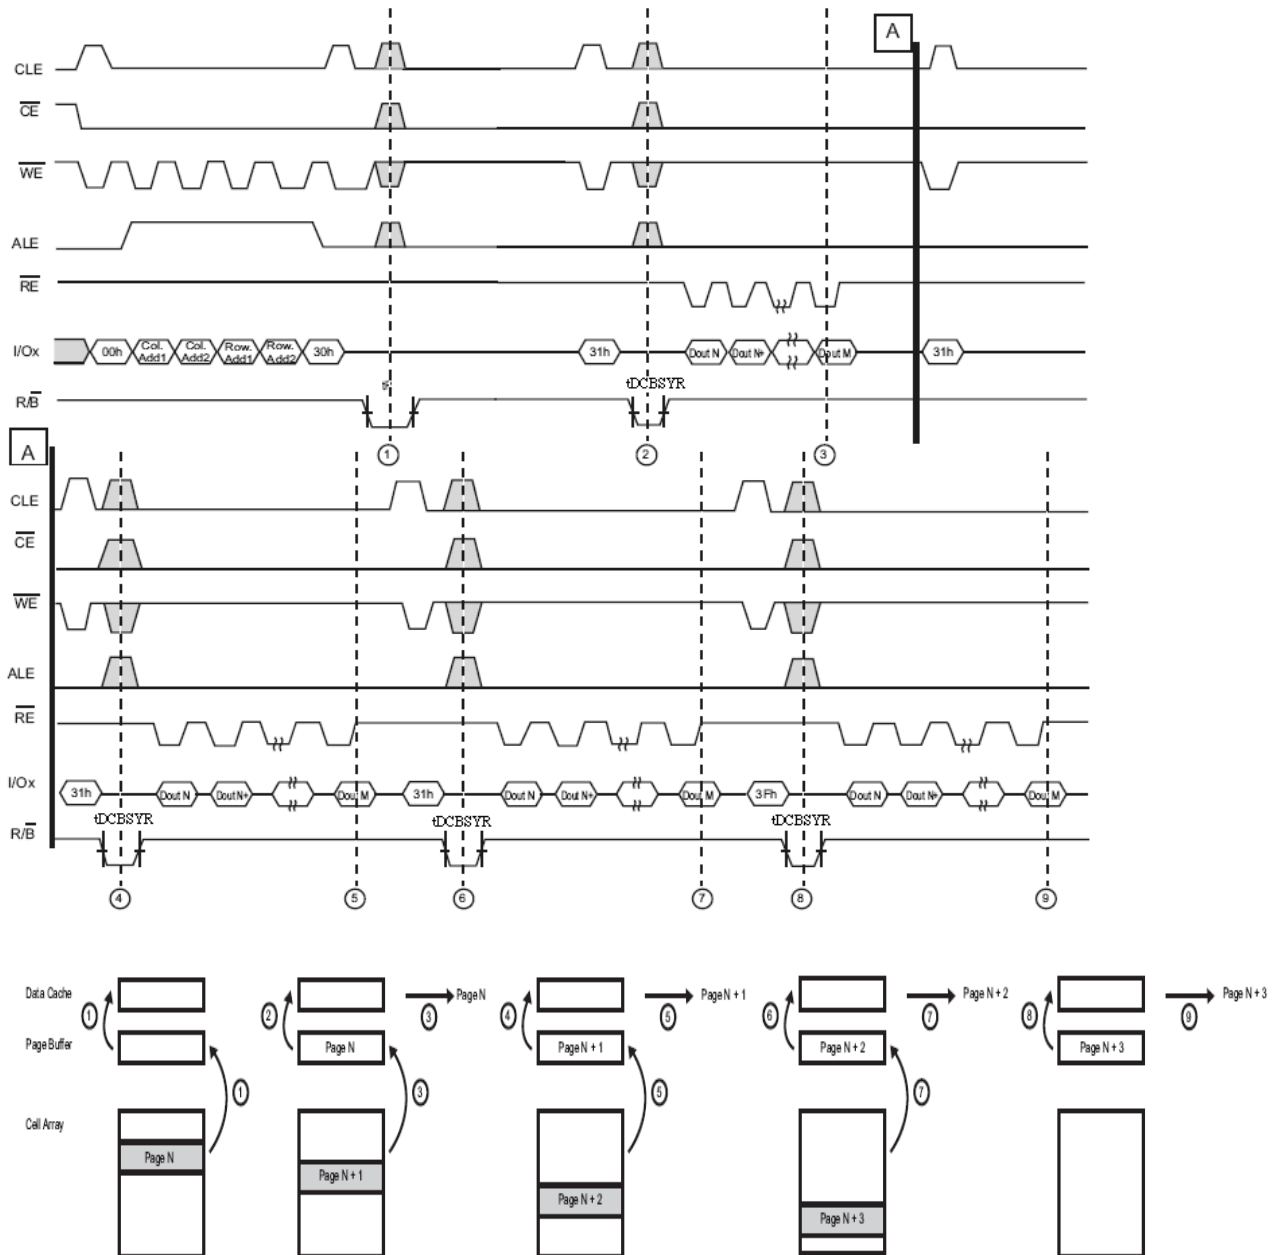 A
CLE
CE
WE
ALE
RE
I/Ox 00h Col. Add1 Col. Add2 Row. Add1 Row. Add2 30h 31h Dout N Dout N+ Dout M 31h
R/B tDCBSYR
1 2 3
A
CLE
CE
WE
ALE
RE
I/Ox 31h Dout N Dout N+ Dout M 31h Dout N Dout N+ Dout M 3Fh Dout N Dout N+ Dout M
tDCBSYR tDCBSYR tDCBSYR
R/B
4 5 6 7 8 9
Data Cache 1 2 3 Page N 4 5 Page N + 1 6 7 Page N + 2 8 9 Page N + 3
Page Buffer Page N Page N + 1 Page N + 2 Page N + 3
1 3 5 7
Cell Array
Page N
Page N + 1
Page N + 2
Page N + 3